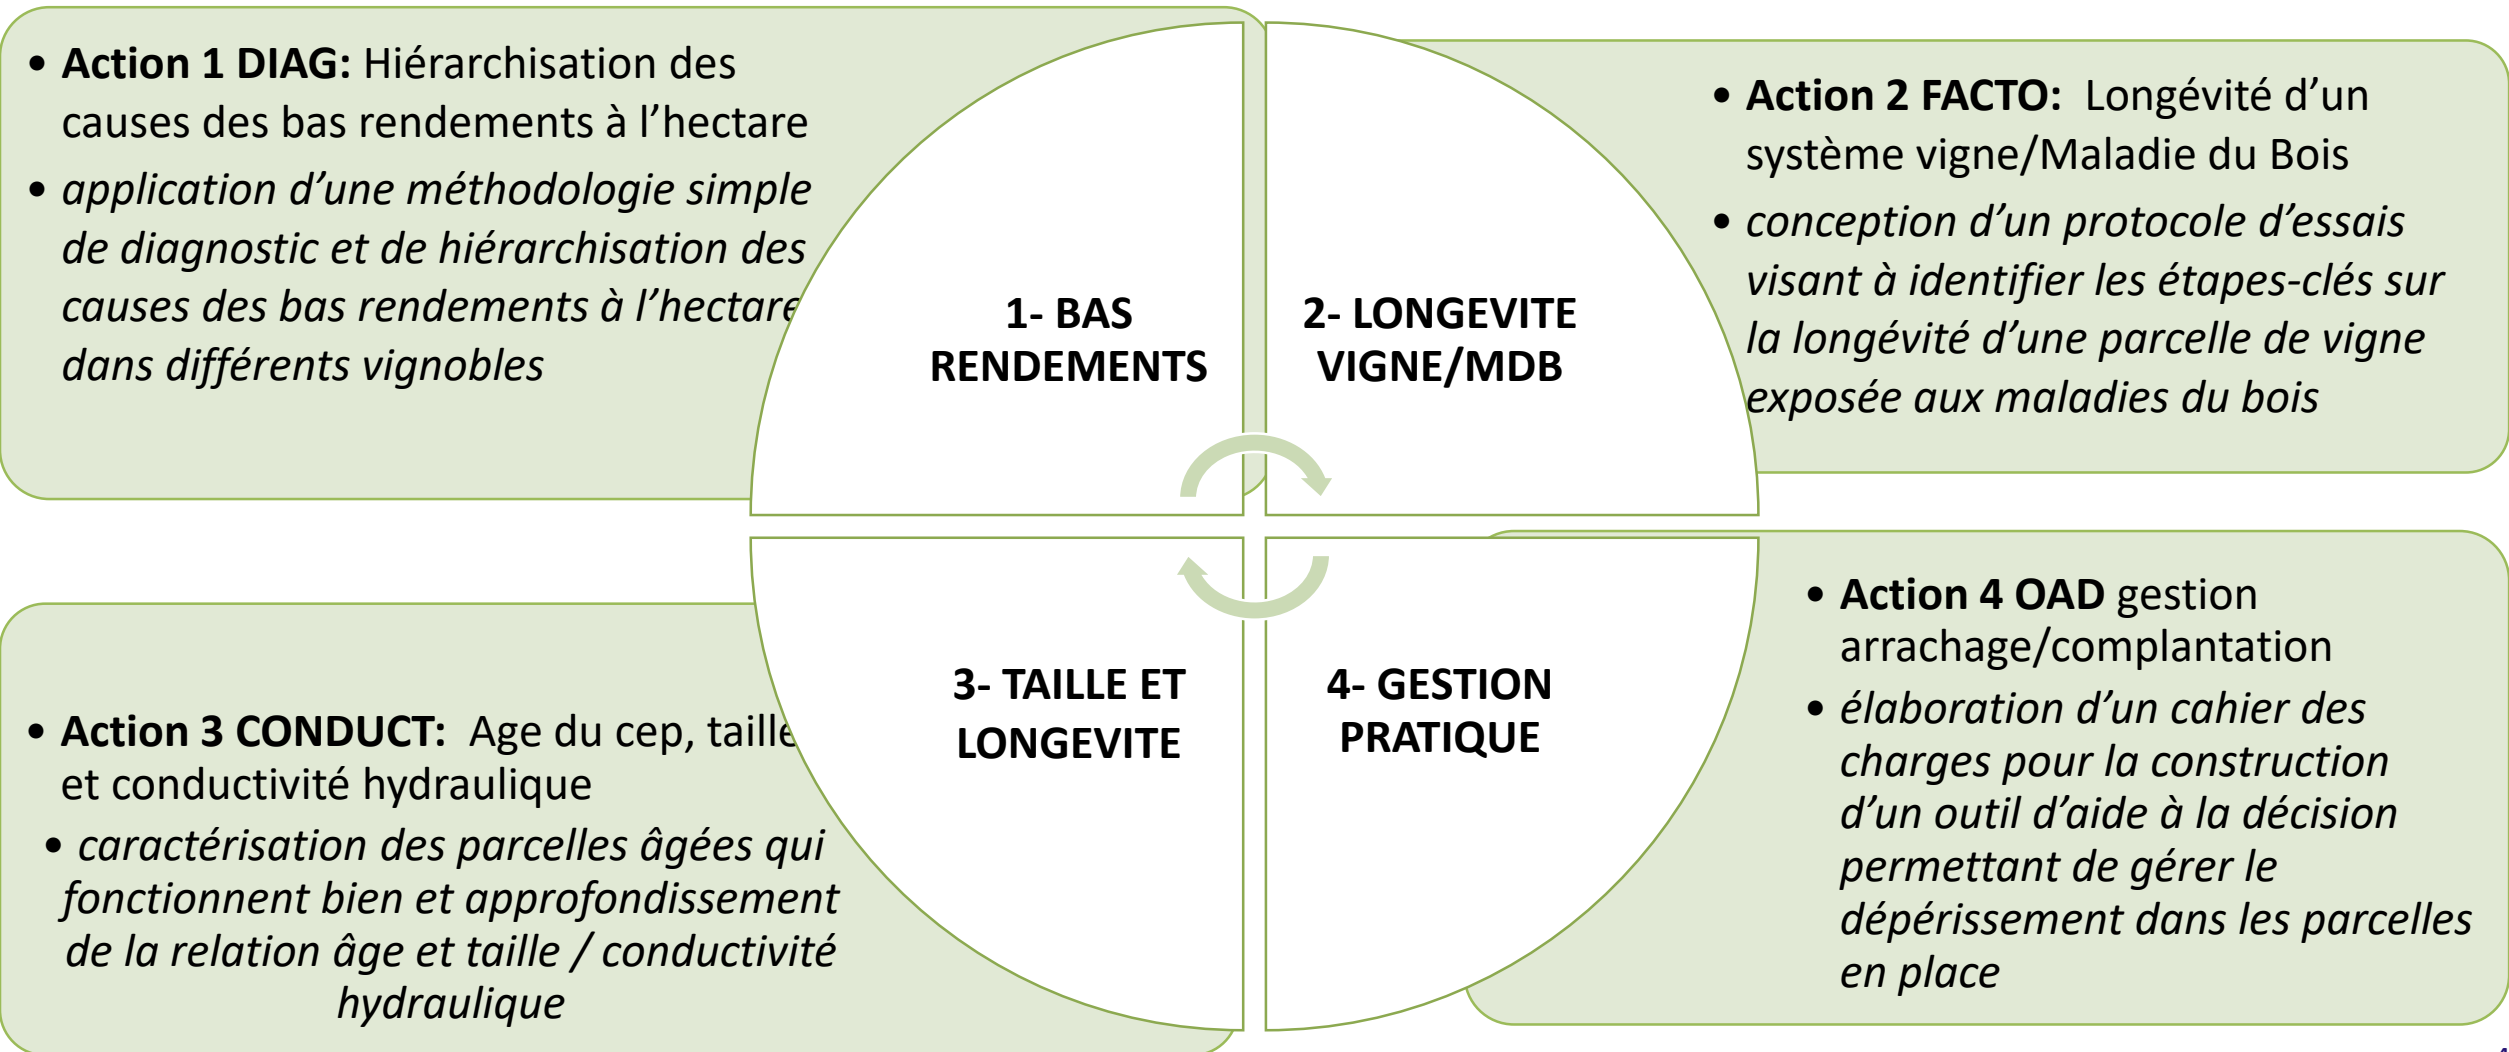 • Action 1 DIAG: Hiérarchisation des
causes des bas rendements à l’hectare
• application d’une méthodologie simple
de diagnostic et de hiérarchisation des
causes des bas rendements à l’hectare
dans différents vignobles
1- BAS
RENDEMENTS
2- LONGEVITE
VIGNE/MDB
• Action 2 FACTO: Longévité d’un
système vigne/Maladie du Bois
• conception d’un protocole d’essais
visant à identifier les étapes-clés sur
la longévité d’une parcelle de vigne
exposée aux maladies du bois
• Action 3 CONDUCT: Age du cep, taille
et conductivité hydraulique
• caractérisation des parcelles âgées qui
fonctionnent bien et approfondissement
de la relation âge et taille / conductivité
hydraulique
3- TAILLE ET
LONGEVITE
4- GESTION
PRATIQUE
• Action 4 OAD gestion
arrachage/complantation
• élaboration d’un cahier des
charges pour la construction
d’un outil d’aide à la décision
permettant de gérer le
dépérissement dans les parcelles
en place